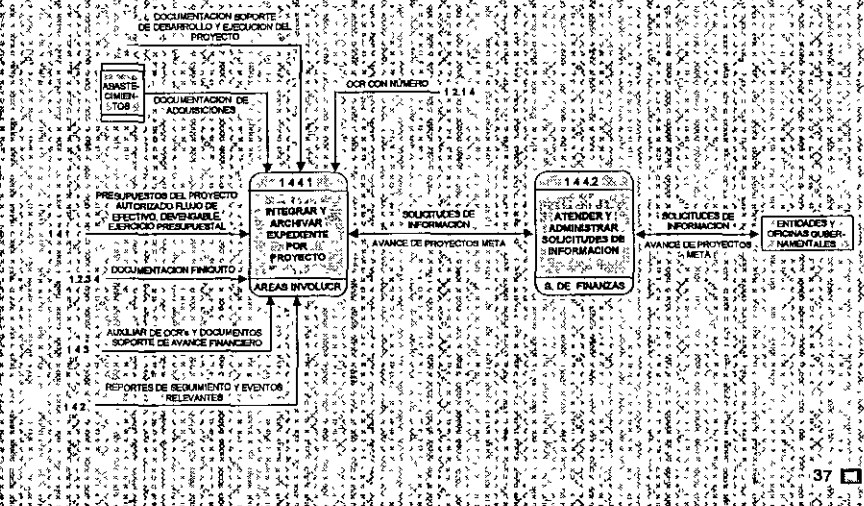 DOCUMENTACION SOPORTE
DE DEBARROLLO Y EJECUCION DEL
PROYECTO
ABASTE-
CIMIEN-
TOS
DOCUMENTACION DE
ADQUISICIONES
OCR CON NÚMERO
1 2.1 4
PRESUPUESTOS DEL PROYECTO
AUTORIZADO FLUJO DE
EFECTIVO, DEVENGABLE,
EJERCICIO PRESUPUESTAL
1 4 1
DOCUMENTACION FINIQUITO
1.2.3
AUXILIAR DE OCR's Y DOCUMENTOS
SOPORTE DE AVANCE FINANCIERO
1 4 3
REPORTES DE SEGUIMIENTO Y EVENTOS
RELEVANTES
1 4 2
1 4 4 1
INTEGRAR Y
ARCHIVAR
EXPEDIENTE
POR
PROYECTO
AREAS INVOLUCR
SOLICITUDES DE
INFORMACION
AVANCE DE PROYECTOS META
1 4 4.2
ATENDER Y
ADMINISTRAR
SOLICITUDES DE
INFORMACION
S. DE FINANZAS
SOLICITUDES DE
INFORMACION
AVANCE DE PROYECTOS
META
ENTIDADES Y
OFICINAS GUBER-
NAMENTALES
37